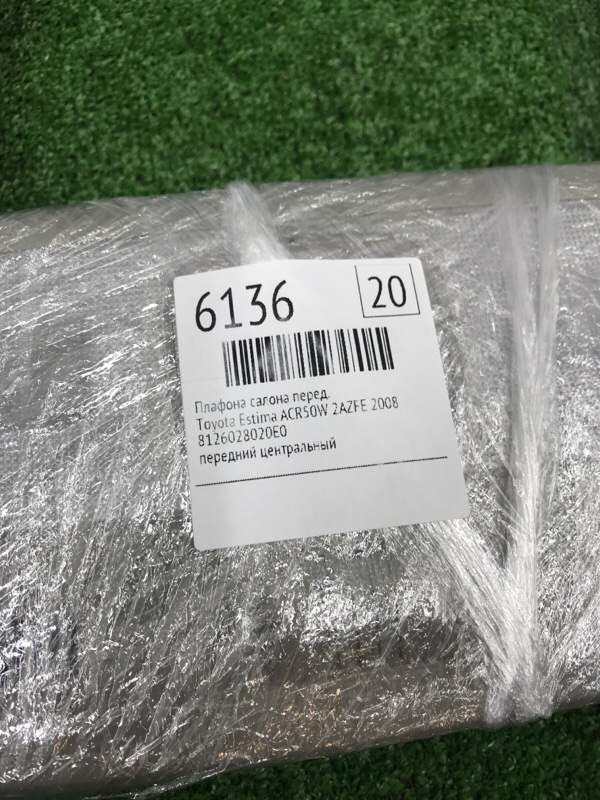 6136
20
Плафона салона перед.
Toyota Estima ACR50W 2AZFE 2008
8126028020E0
передний центральный